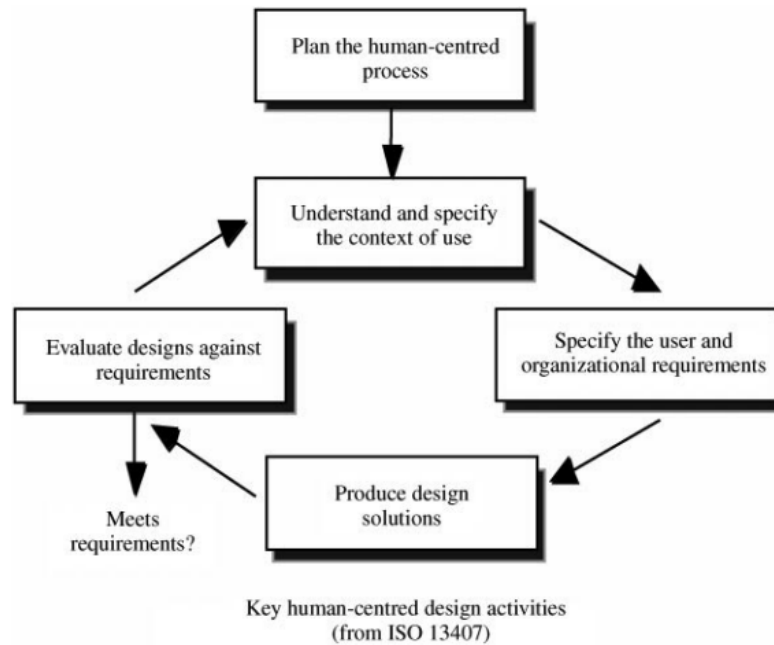 Plan the human-centred
process
Understand and specify
the context of use
Evaluate designs against
requirements
Specify the user and
organizational requirements
Produce design
solutions
Meets
requirements?
Key human-centred design activities
(from ISO 13407)